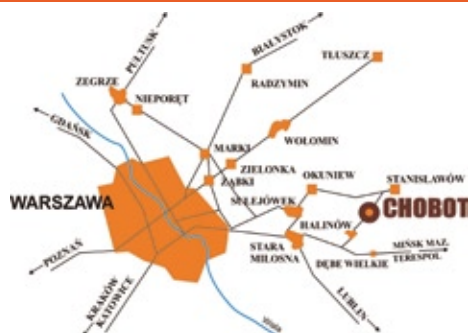 PUŁTUSK
BIAŁYSTOK
TŁUSZCZ
ZEGRZE
RADZYMIN
NIEPORĘT
GDAŃSK
WOŁOMIN
MARKI
ZIELONKA
ZĄBKI
OKUNIEW
STANISŁAWÓW
WARSZAWA
SULEJÓWEK
CHOBOT
HALINÓW
STARA
MIŁOSNA
MIŃSK MAZ.
DĘBE WIELKIE
TERESPOL
POZNAŃ
KRAKÓW
KATOWICE
LUBLIN